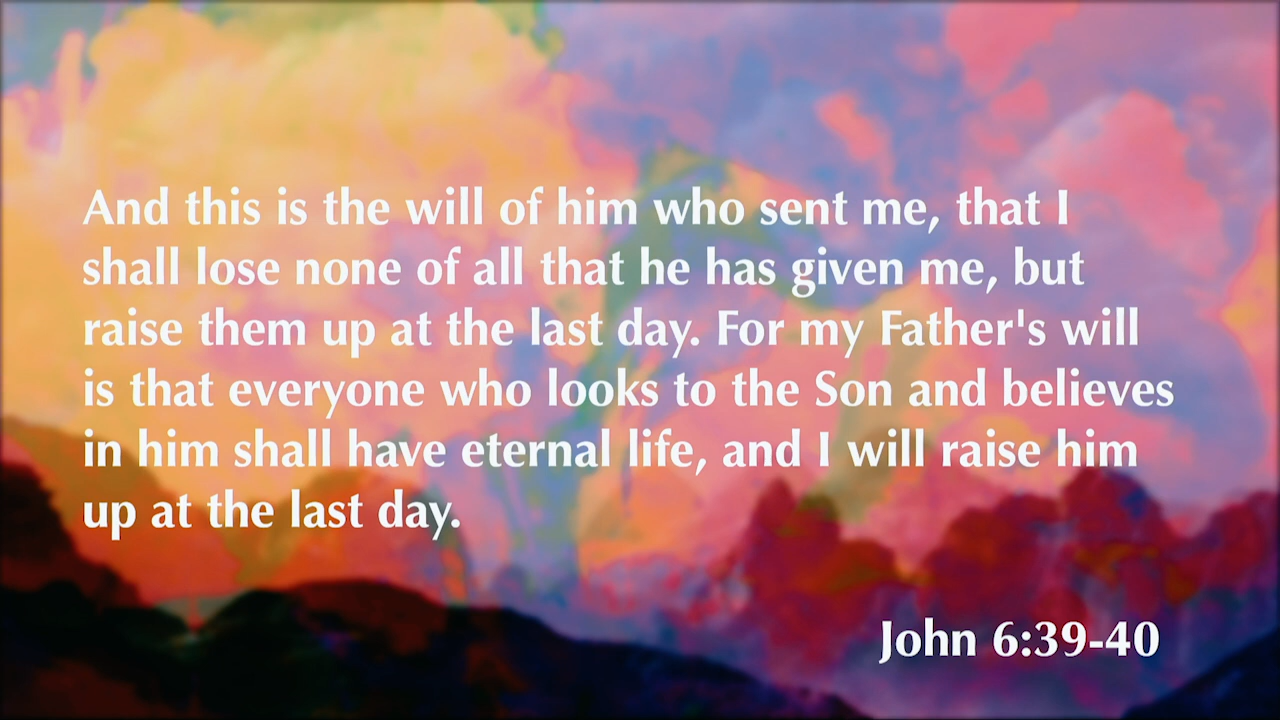 And this is the will of him who sent me, that I
shall lose none of all that he has given me, but
raise them up at the last day. For my Father's will
is that everyone who looks to the Son and believes
in him shall have eternal life, and I will raise him
up at the last day.
John 6:39-40